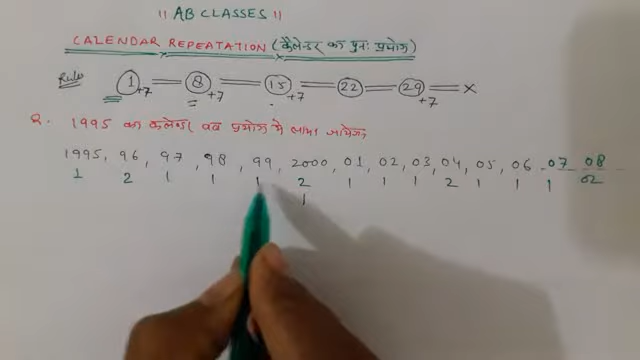 || AB CLASSES ||
CALENDAR REPEATATION (कैलेन्डर का पुनः प्रयोग)
Rule 1 +7 8 +7 15 +7 22 29 +7 X
Q. 1995 का कलेन्डर कब प्रयोग मे लाया जायेगा
1995, 96, 97, 98, 99, 2000, 01, 02, 03, 04, 05, 06 07 08
1 2 1 1 1 2 1 1 1 2 1 1 1 02
1